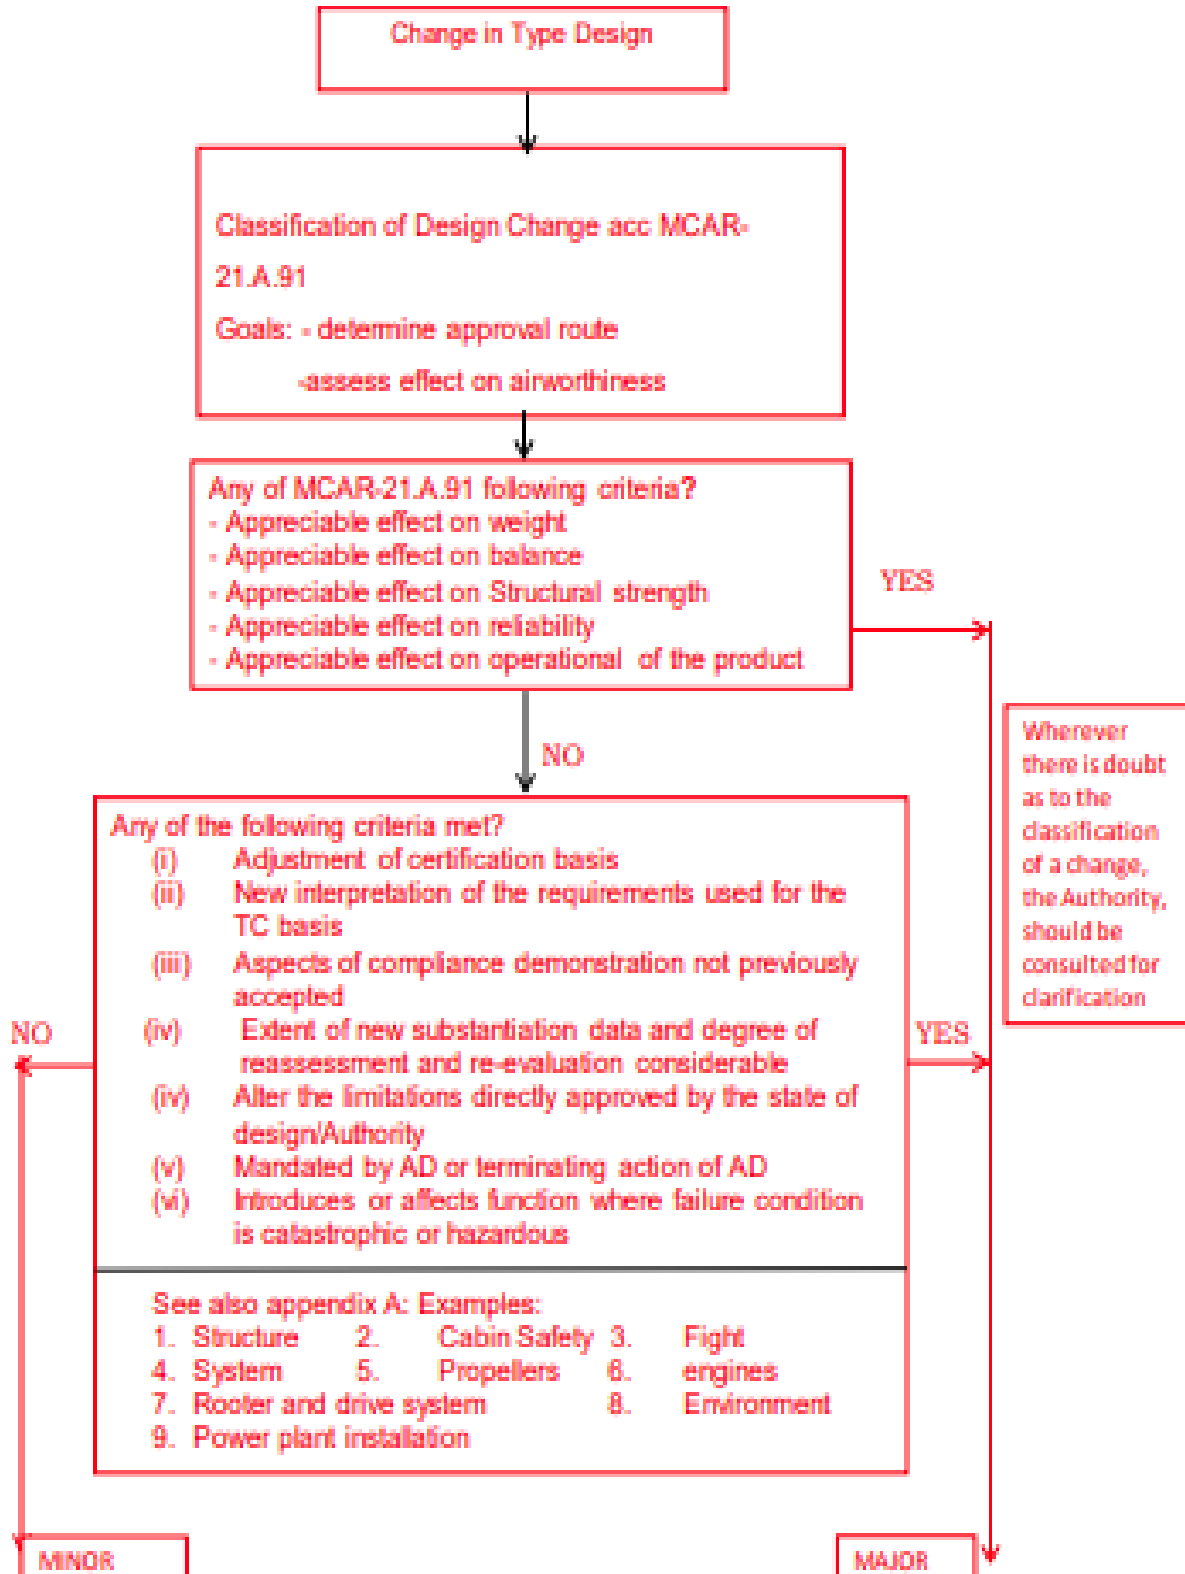 Change in Type Design
Classification of Design Change acc MCAR-
21.A.91
Goals: - determine approval route
-assess effect on airworthiness
Any of MCAR-21.A.91 following criteria?
- Appreciable effect on weight
- Appreciable effect on balance
- Appreciable effect on Structural strength
- Appreciable effect on reliability
- Appreciable effect on operational of the product
YES
NO
Wherever
there is doubt
as to the
classification
of a change,
the Authority,
should be
consulted for
clarification
Any of the following criteria met?
(i) Adjustment of certification basis
(ii) New interpretation of the requirements used for the
TC basis
(iii) Aspects of compliance demonstration not previously
accepted
(iv) Extent of new substantiation data and degree of
reassessment and re-evaluation considerable
(iv) Alter the limitations directly approved by the state of
design/Authority
(v) Mandated by AD or terminating action of AD
(vi) Introduces or affects function where failure condition
is catastrophic or hazardous
NO
YES
See also appendix A: Examples:
1. Structure 2. Cabin Safety 3. Fight
4. System 5. Propellers 6. engines
7. Rooter and drive system 8. Environment
9. Power plant installation
MINOR
MAJOR